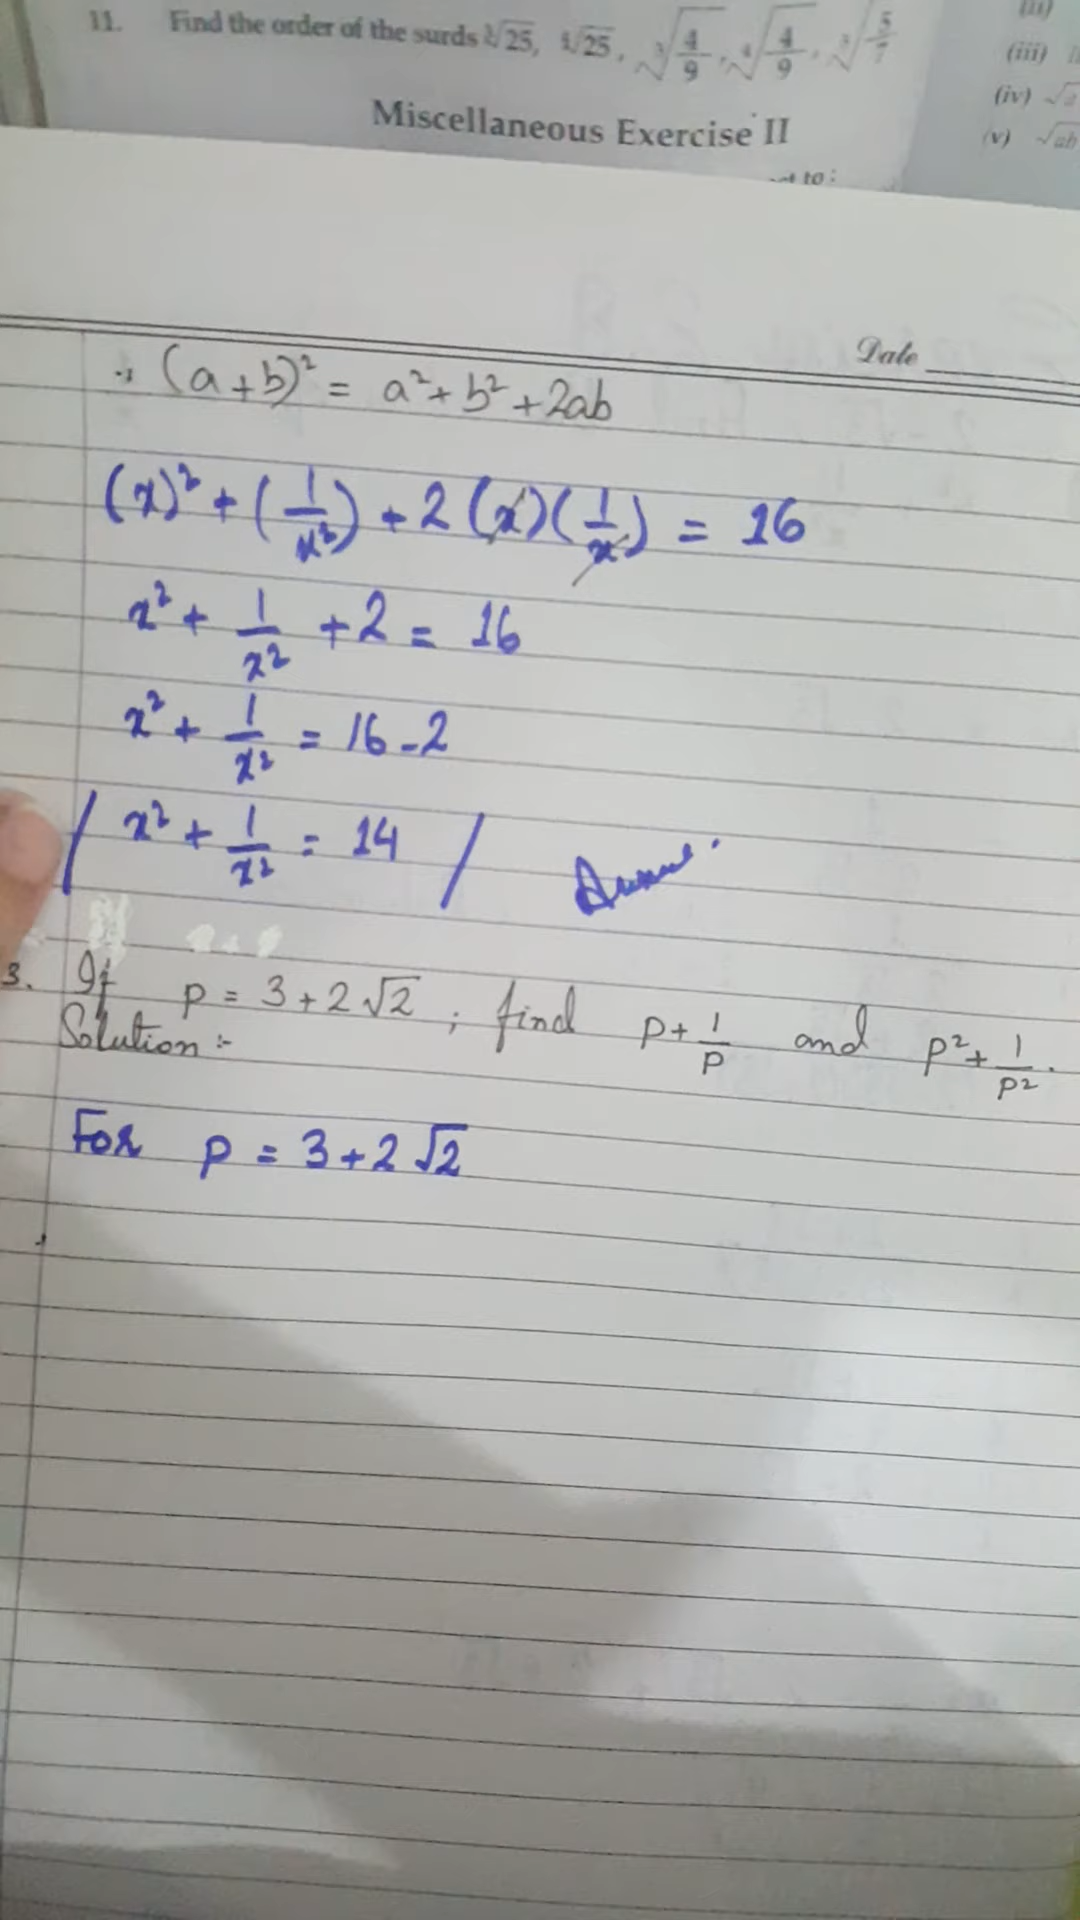 11. Find the order of the surds ∛25, ∜25, ∛(4/9), ∜(4/9), ∛(5/7)
(iii)
(iv) √a
(v) √ab
Miscellaneous Exercise II
to:
Date
∵ (a+b)² = a²+b²+2ab
(x)² + (1/x²) + 2(x)(1/x) = 16
x² + 1/x² + 2 = 16
x² + 1/x² = 16 - 2
x² + 1/x² = 14
3. If p = 3+2√2 ; find p+1/p and p²+1/p².
Solution:-
For p = 3+2√2